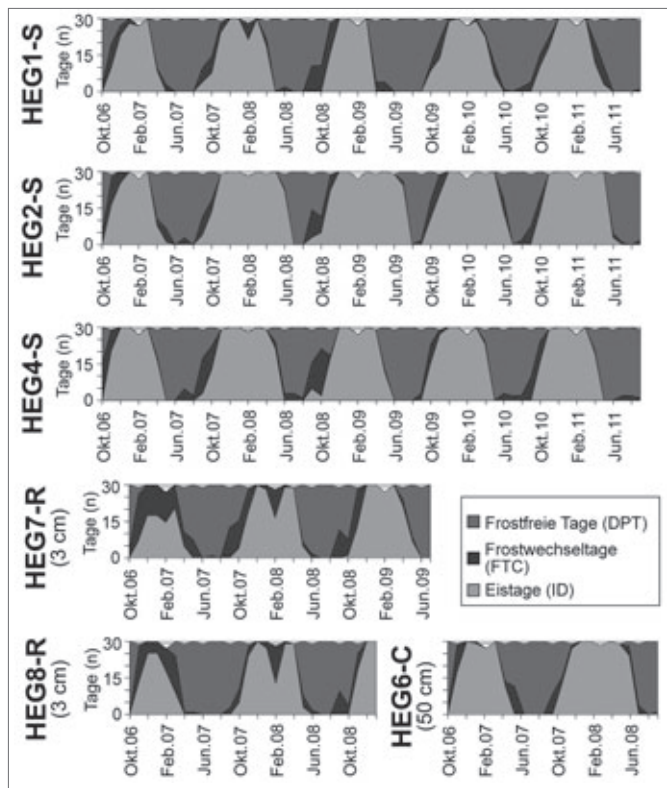 HEG1-S
Tage (n)
30
15
0
Okt.06
Feb.07
Jun.07
Okt.07
Feb.08
Jun.08
Okt.08
Feb.09
Jun.09
Okt.09
Feb.10
Jun.10
Okt.10
Feb.11
Jun.11
HEG2-S
Tage (n)
30
15
0
Okt.06
Feb.07
Jun.07
Okt.07
Feb.08
Jun.08
Okt.08
Feb.09
Jun.09
Okt.09
Feb.10
Jun.10
Okt.10
Feb.11
Jun.11
HEG4-S
Tage (n)
30
15
0
Okt.06
Feb.07
Jun.07
Okt.07
Feb.08
Jun.08
Okt.08
Feb.09
Jun.09
Okt.09
Feb.10
Jun.10
Okt.10
Feb.11
Jun.11
HEG7-R
(3 cm)
Tage (n)
30
15
0
Okt.06
Feb.07
Jun.07
Okt.07
Feb.08
Jun.08
Okt.08
Feb.09
Jun.09
Frostfreie Tage (DPT)
Frostwechseltage
(FTC)
Eistage (ID)
HEG8-R
(3 cm)
Tage (n)
30
15
0
Okt.06
Feb.07
Jun.07
Okt.07
Feb.08
Jun.08
Okt.08
HEG6-C
(50 cm)
30
15
0
Okt.06
Feb.07
Jun.07
Okt.07
Feb.08
Jun.08